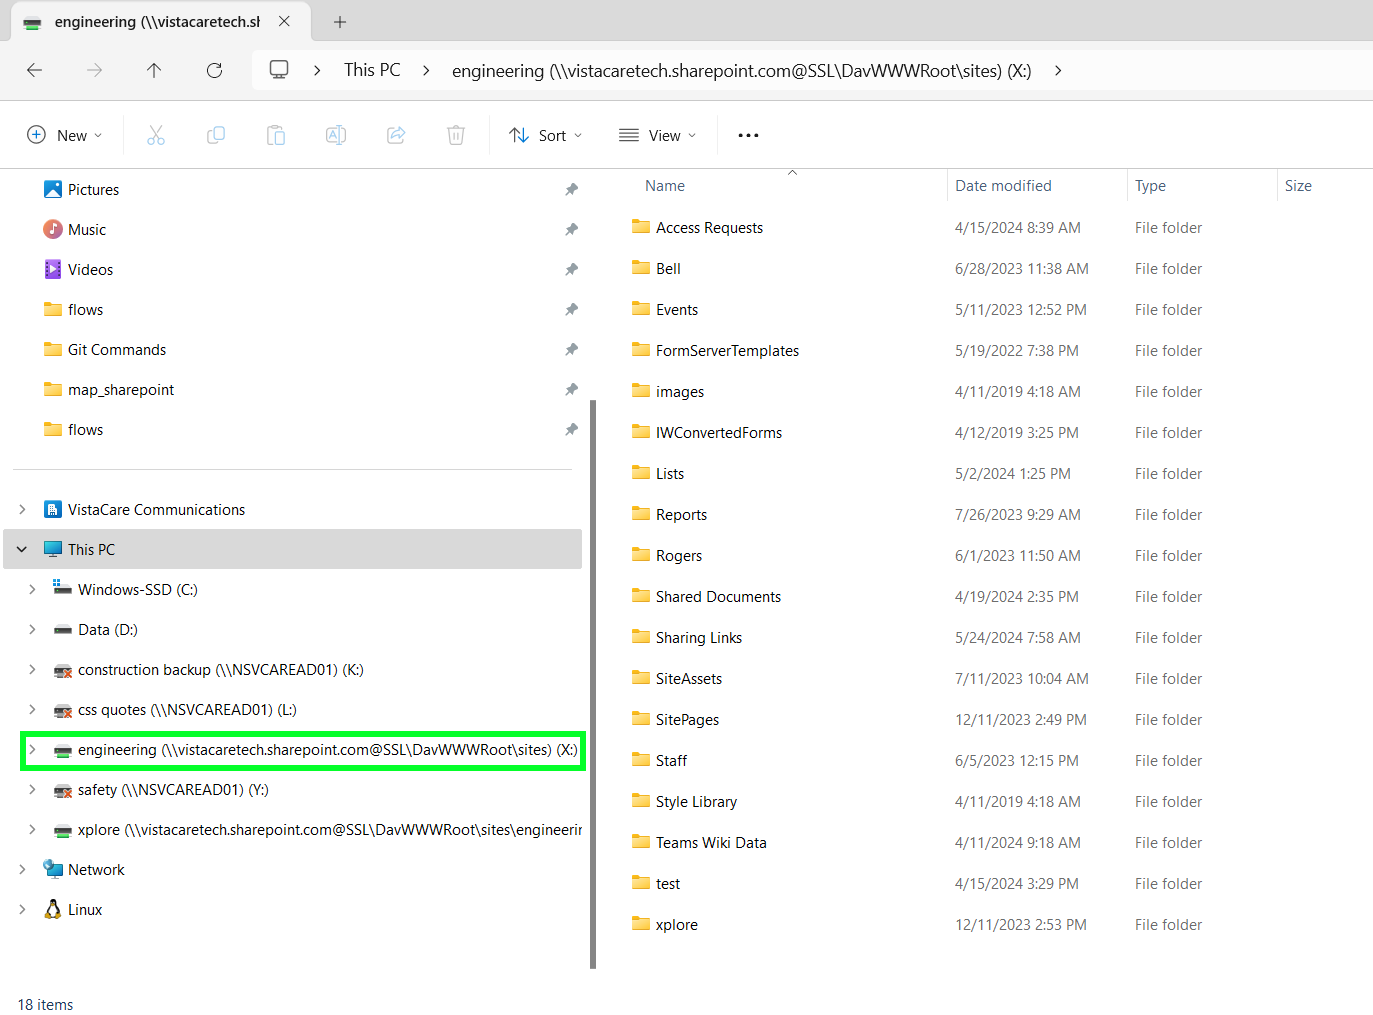 engineering (\\vistacaretech.sl
This PC
engineering (\\vistacaretech.sharepoint.com@SSL\DavWWWRoot\sites) (X:)
New
Sort
View
Name Date modified Type Size
Pictures
Music
Videos
flows
Git Commands
map_sharepoint
flows
VistaCare Communications
This PC
Windows-SSD (C:)
Data (D:)
construction backup (\\NSVCAREAD01) (K:)
css quotes (\\NSVCAREAD01) (L:)
engineering (\\vistacaretech.sharepoint.com@SSL\DavWWWRoot\sites) (X:)
safety (\\NSVCAREAD01) (Y:)
xplore (\\vistacaretech.sharepoint.com@SSL\DavWWWRoot\sites\engineerin
Network
Linux
Access Requests 4/15/2024 8:39 AM File folder
Bell 6/28/2023 11:38 AM File folder
Events 5/11/2023 12:52 PM File folder
FormServerTemplates 5/19/2022 7:38 PM File folder
images 4/11/2019 4:18 AM File folder
IWConvertedForms 4/12/2019 3:25 PM File folder
Lists 5/2/2024 1:25 PM File folder
Reports 7/26/2023 9:29 AM File folder
Rogers 6/1/2023 11:50 AM File folder
Shared Documents 4/19/2024 2:35 PM File folder
Sharing Links 5/24/2024 7:58 AM File folder
SiteAssets 7/11/2023 10:04 AM File folder
SitePages 12/11/2023 2:49 PM File folder
Staff 6/5/2023 12:15 PM File folder
Style Library 4/11/2019 4:18 AM File folder
Teams Wiki Data 4/11/2024 9:18 AM File folder
test 4/15/2024 3:29 PM File folder
xplore 12/11/2023 2:53 PM File folder
18 items